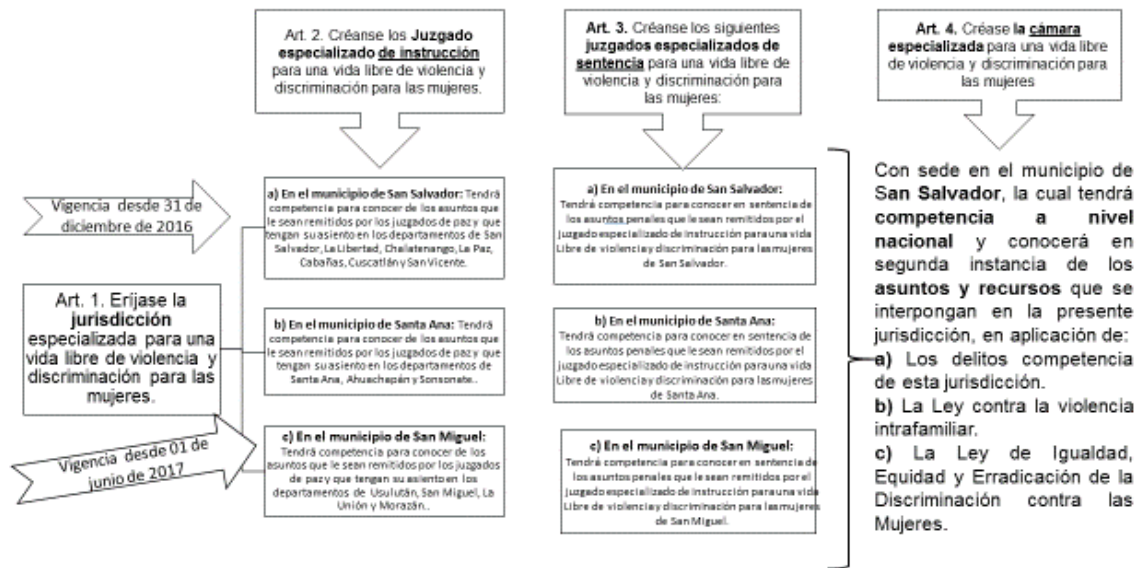 Art. 2. Créanse los Juzgado
especializado de instrucción
para una vida libre de violencia y
discriminación para las mujeres.
Art. 3. Créanse los siguientes
juzgados especializados de
sentencia para una vida libre de
violencia y discriminación para
las mujeres:
Art. 4. Créase la cámara
especializada para una vida libre
de violencia y discriminación para
las mujeres
Vigencia desde 31 de
diciembre de 2016
Art. 1. Eríjase la
jurisdicción
especializada para una
vida libre de violencia y
discriminación para las
mujeres.
Vigencia desde 01 de
junio de 2017
a) En el municipio de San Salvador: Tendrá
competencia para conocer de los asuntos que
le sean remitidos por los juzgados de paz y que
tengan su asiento en los departamentos de San
Salvador, La Libertad, Chalatenango, La Paz,
Cabañas, Cuscatlán y San Vicente.
b) En el municipio de Santa Ana: Tendrá
competencia para conocer de los asuntos que
le sean remitidos por los juzgados de paz y que
tengan su asiento en los departamentos de
Santa Ana, Ahuachapán y Sonsonate..
c) En el municipio de San Miguel:
Tendrá competencia para conocer de los
asuntos que le sean remitidos por los juzgados
de paz y que tengan su asiento en los
departamentos de Usulután, San Miguel, La
Unión y Morazán..
a) En el municipio de San Salvador:
Tendrá competencia para conocer en sentencia
de los asuntos penales que le sean remitidos por el
Juzgado especializado de Instrucción para una vida
Libre de violencia y discriminación para las mujeres
de San Salvador.
b) En el municipio de Santa Ana:
Tendrá competencia para conocer en sentencia de
los asuntos penales que le sean remitidos por el
juzgado especializado de instrucción para una vida
Libre de violencia y discriminación para las mujeres
de Santa Ana.
c) En el municipio de San Miguel:
Tendrá competencia para conocer en sentencia de
los asuntos penales que le sean remitidos por el
Juzgado especializado de Instrucción para una vida
Libre de violencia y discriminación para las mujeres
de San Miguel.
Con sede en el municipio de
San Salvador, la cual tendrá
competencia a nivel
nacional y conocerá en
segunda instancia de los
asuntos y recursos que se
interpongan en la presente
jurisdicción, en aplicación de:
a) Los delitos competencia
de esta jurisdicción.
b) La Ley contra la violencia
intrafamiliar.
c) La Ley de Igualdad,
Equidad y Erradicación de la
Discriminación contra las
Mujeres.